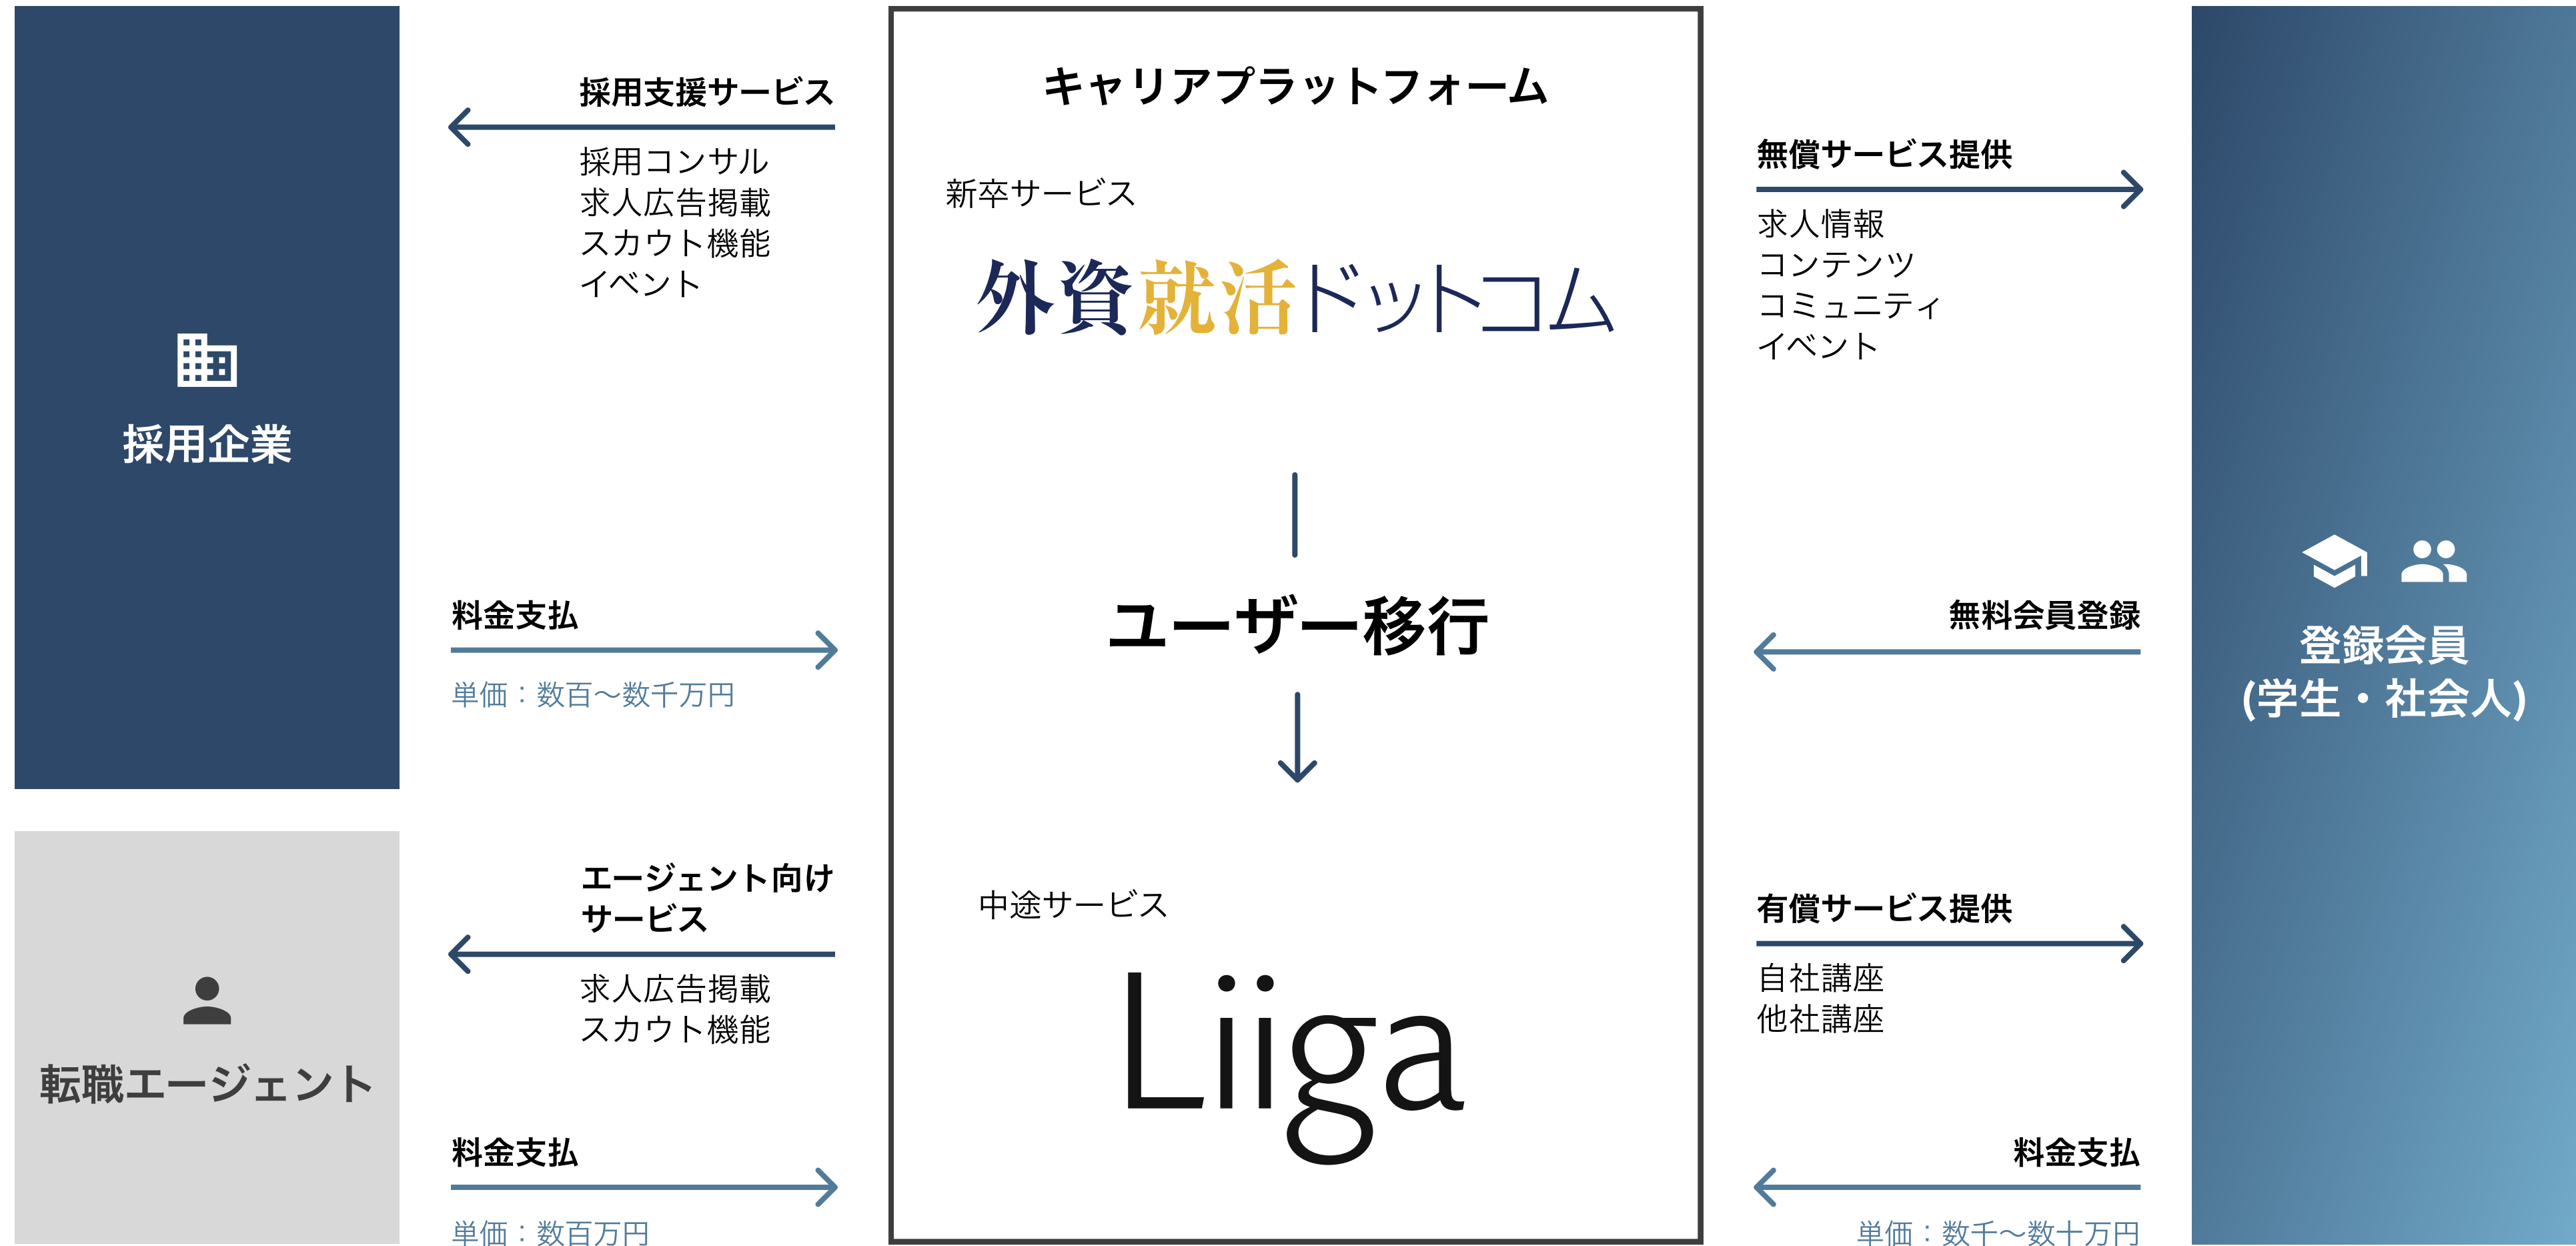 採用企業
採用支援サービス
採用コンサル
求人広告掲載
スカウト機能
イベント
料金支払
単価：数百〜数千万円
転職エージェント
エージェント向け
サービス
求人広告掲載
スカウト機能
料金支払
単価：数百万円
キャリアプラットフォーム
新卒サービス
外資就活ドットコム
ユーザー移行
中途サービス
Liiga
無償サービス提供
求人情報
コンテンツ
コミュニティ
イベント
無料会員登録
有償サービス提供
自社講座
他社講座
料金支払
単価：数千〜数十万円
登録会員
(学生・社会人)